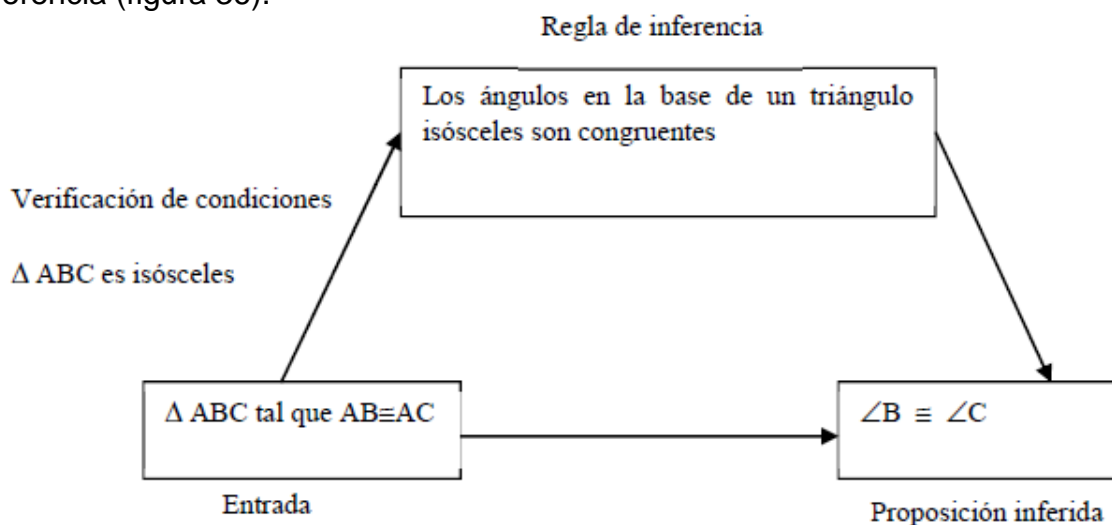 Regla de inferencia
Los ángulos en la base de un triángulo
isósceles son congruentes
Verificación de condiciones
Δ ABC es isósceles
Δ ABC tal que AB≡AC
∠B ≅ ∠C
Entrada
Proposición inferida